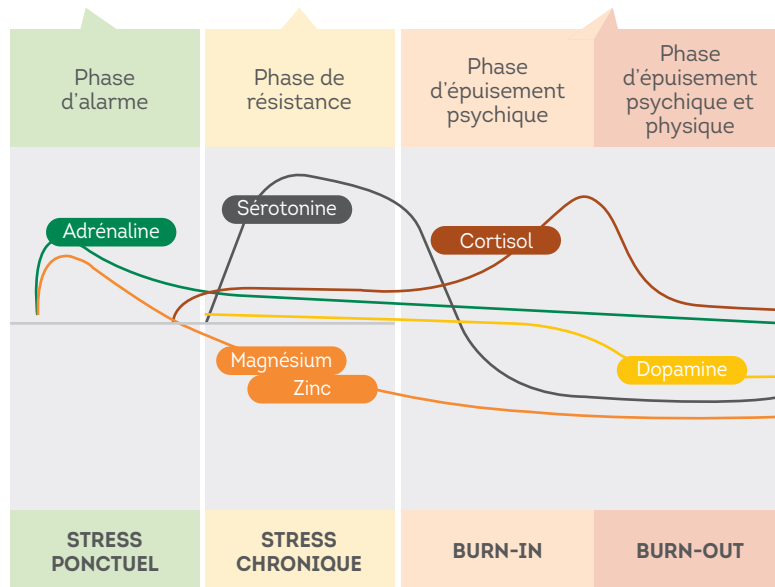 Phase
d'alarme
Phase de
résistance
Phase
d'épuisement
psychique
Phase
d'épuisement
psychique et
physique
Adrénaline
Sérotonine
Cortisol
Magnésium
Zinc
Dopamine
STRESS
PONCTUEL
STRESS
CHRONIQUE
BURN-IN
BURN-OUT